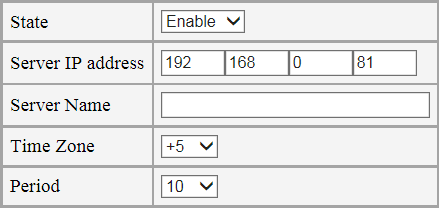 State Enable
Server IP address 192 168 0 81
Server Name
Time Zone +5
Period 10